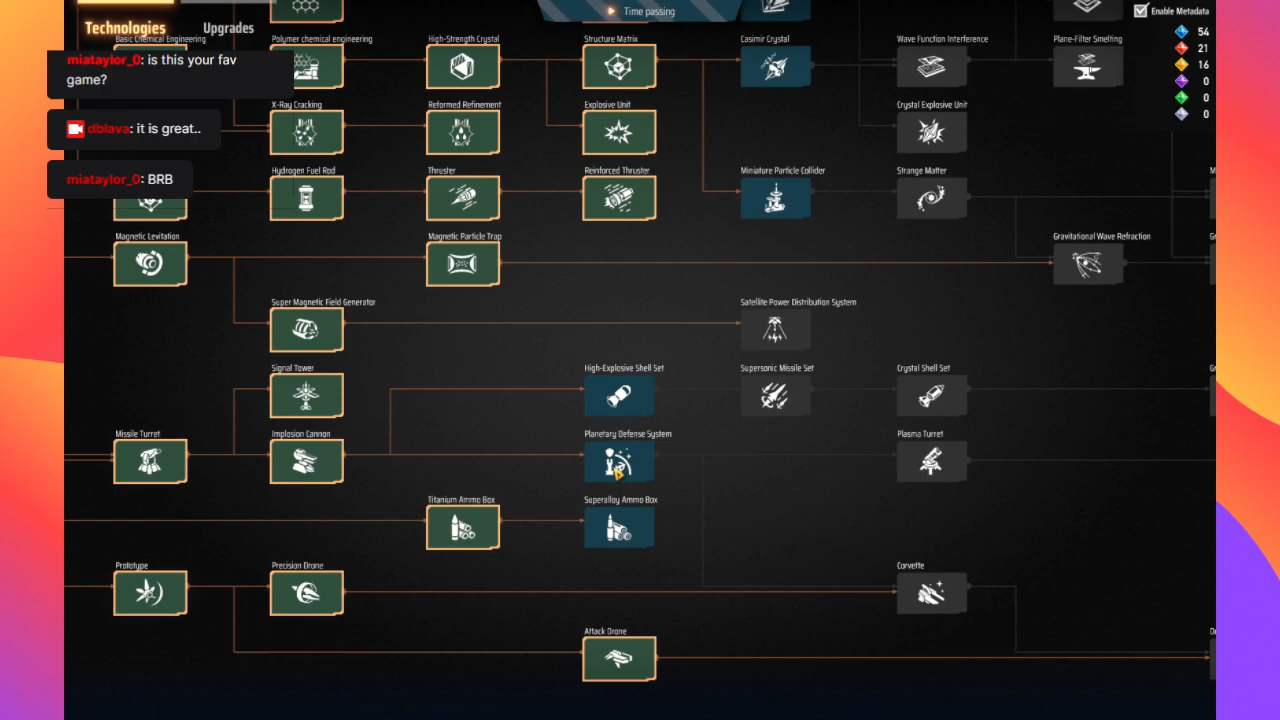 Technologies
Upgrades
Time passing
Enable Metadata
54
21
16
0
0
0
miataylor_0: is this your fav
game?
dblava: it is great..
miataylor_0: BRB
Basic Chemical Engineering
Polymer chemical engineering
High-Strength Crystal
Structure Matrix
Casimir Crystal
Wave Function Interference
Plane-Filter Smelting
X-Ray Cracking
Reformed Refinement
Explosive Unit
Crystal Explosive Unit
Hydrogen Fuel Rod
Thruster
Reinforced Thruster
Miniature Particle Collider
Strange Matter
M
Magnetic Levitation
Magnetic Particle Trap
Gravitational Wave Refraction
Super Magnetic Field Generator
Satellite Power Distribution System
Signal Tower
High-Explosive Shell Set
Supersonic Missile Set
Crystal Shell Set
Missile Turret
Implosion Cannon
Planetary Defense System
Plasma Turret
Titanium Ammo Box
Superalloy Ammo Box
Prototype
Precision Drone
Corvette
Attack Drone